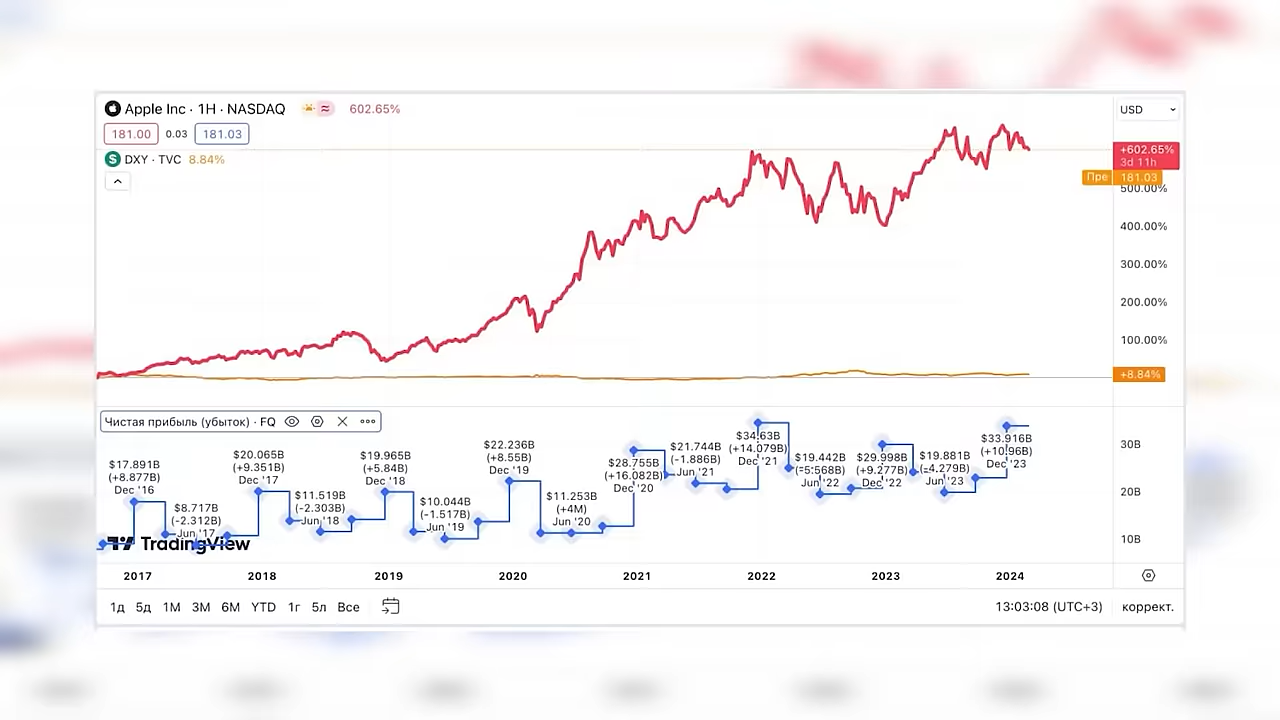 Apple Inc · 1H · NASDAQ 602.65%
181.00 0.03 181.03
DXY · TVC 8.84%
USD
+602.65%
3d 11h
Пре 181.03
500.00%
400.00%
300.00%
200.00%
100.00%
+8.84%
Чистая прибыль (убыток) · FQ
$17.891B
(+8.877B)
Dec '16
$8.717B
(-2.312B)
Jun '17
$20.065B
(+9.351B)
Dec '17
$11.519B
(-2.303B)
Jun '18
$19.965B
(+5.84B)
Dec '18
$10.044B
(-1.517B)
Jun '19
$22.236B
(+8.55B)
Dec '19
$11.253B
(+4M)
Jun '20
$28.755B
(+16.082B)
Dec '20
$21.744B
(-1.886B)
Jun '21
$34.63B
(+14.079B)
Dec '21
$19.442B
(-5.568B)
Jun '22
$29.998B
(+9.277B)
Dec '22
$19.881B
(-4.279B)
Jun '23
$33.916B
(+10.96B)
Dec '23
30B
20B
10B
TradingView
2017 2018 2019 2020 2021 2022 2023 2024
1д 5д 1М 3М 6М YTD 1г 5л Все 13:03:08 (UTC+3) коррект.